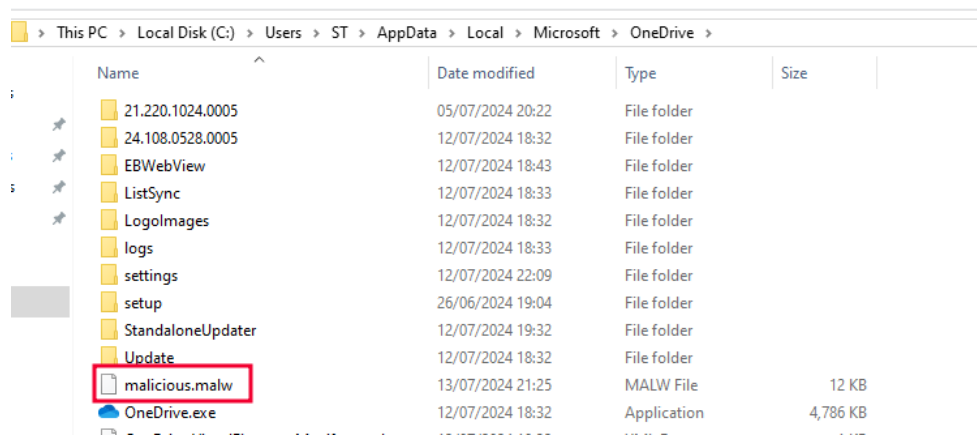 This PC > Local Disk (C:) > Users > ST > AppData > Local > Microsoft > OneDrive >
Name Date modified Type Size
21.220.1024.0005 05/07/2024 20:22 File folder
24.108.0528.0005 12/07/2024 18:32 File folder
EBWebView 12/07/2024 18:43 File folder
ListSync 12/07/2024 18:33 File folder
LogoImages 12/07/2024 18:32 File folder
logs 12/07/2024 18:33 File folder
settings 12/07/2024 22:09 File folder
setup 26/06/2024 19:04 File folder
StandaloneUpdater 12/07/2024 19:32 File folder
Update 12/07/2024 18:32 File folder
malicious.malw 13/07/2024 21:25 MALW File 12 KB
OneDrive.exe 12/07/2024 18:32 Application 4,786 KB